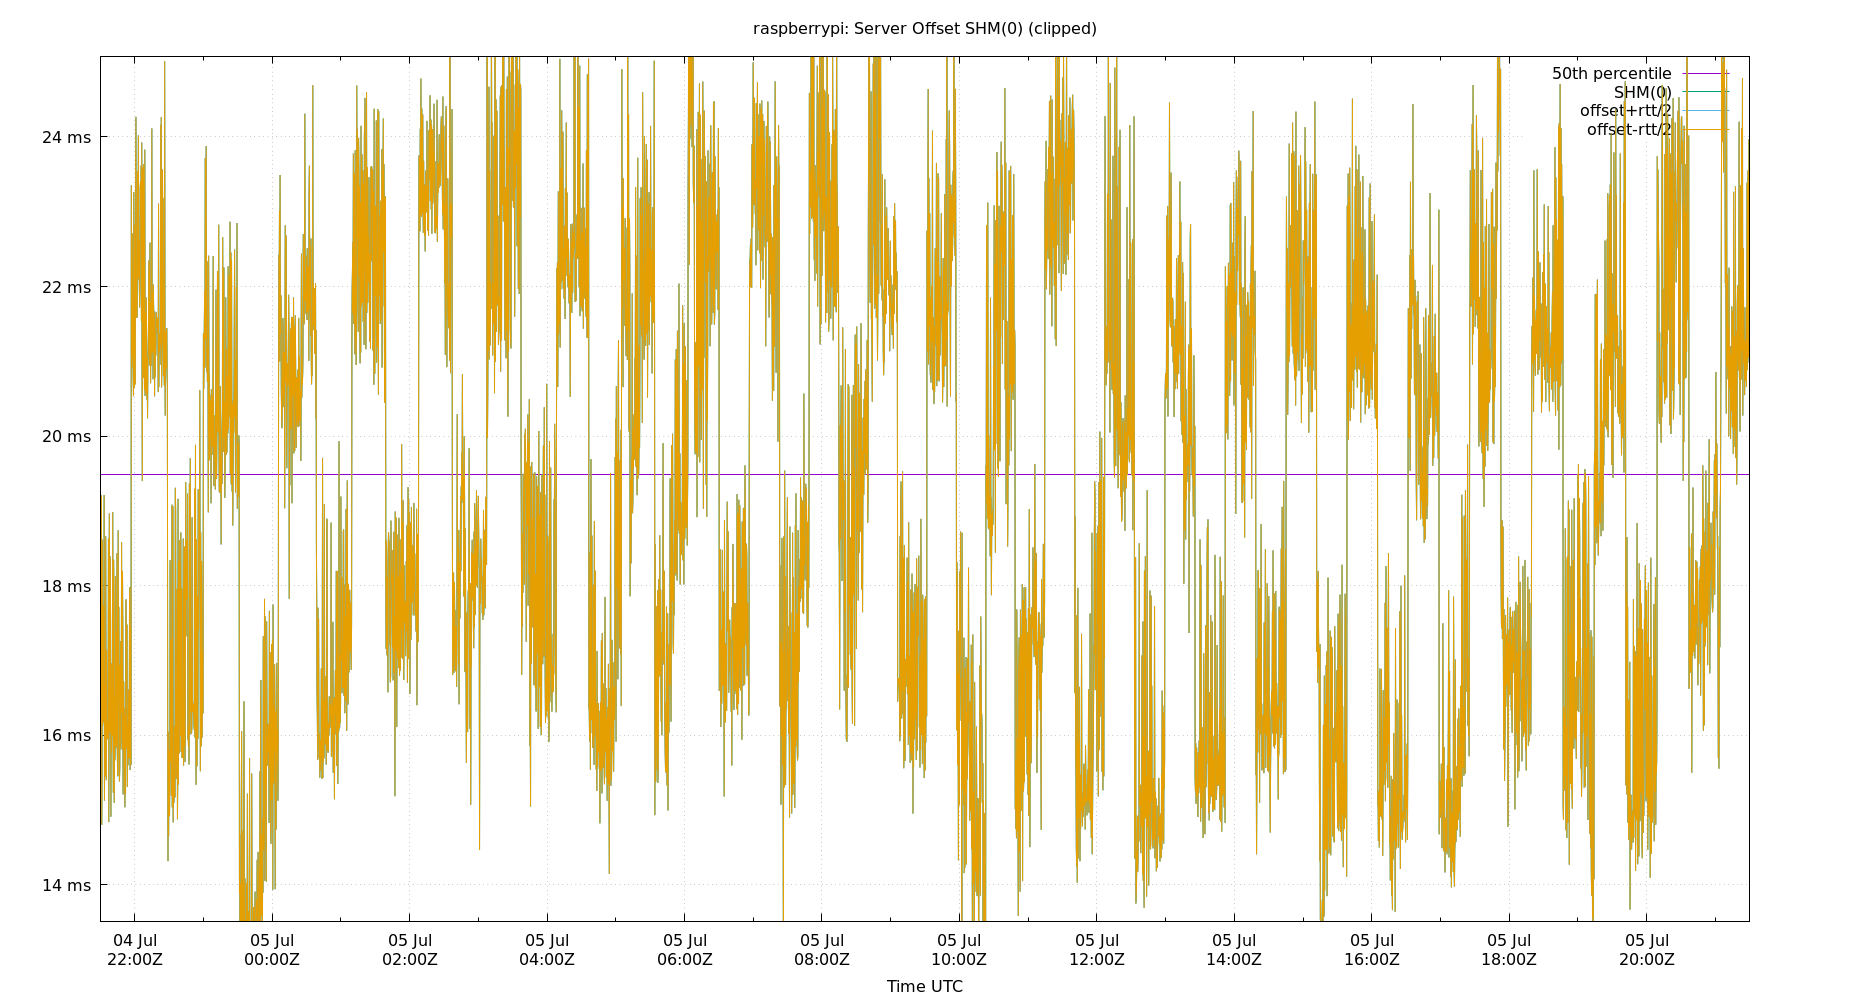 raspberrypi: Server Offset SHM(0) (clipped)
50th percentile
SHM(0)
offset+rtt/2
offset-rtt/2
24 ms
22 ms
20 ms
18 ms
16 ms
14 ms
04 Jul 05 Jul 05 Jul 05 Jul 05 Jul 05 Jul 05 Jul 05 Jul 05 Jul 05 Jul 05 Jul 05 Jul
22:00Z 00:00Z 02:00Z 04:00Z 06:00Z 08:00Z 10:00Z 12:00Z 14:00Z 16:00Z 18:00Z 20:00Z
Time UTC